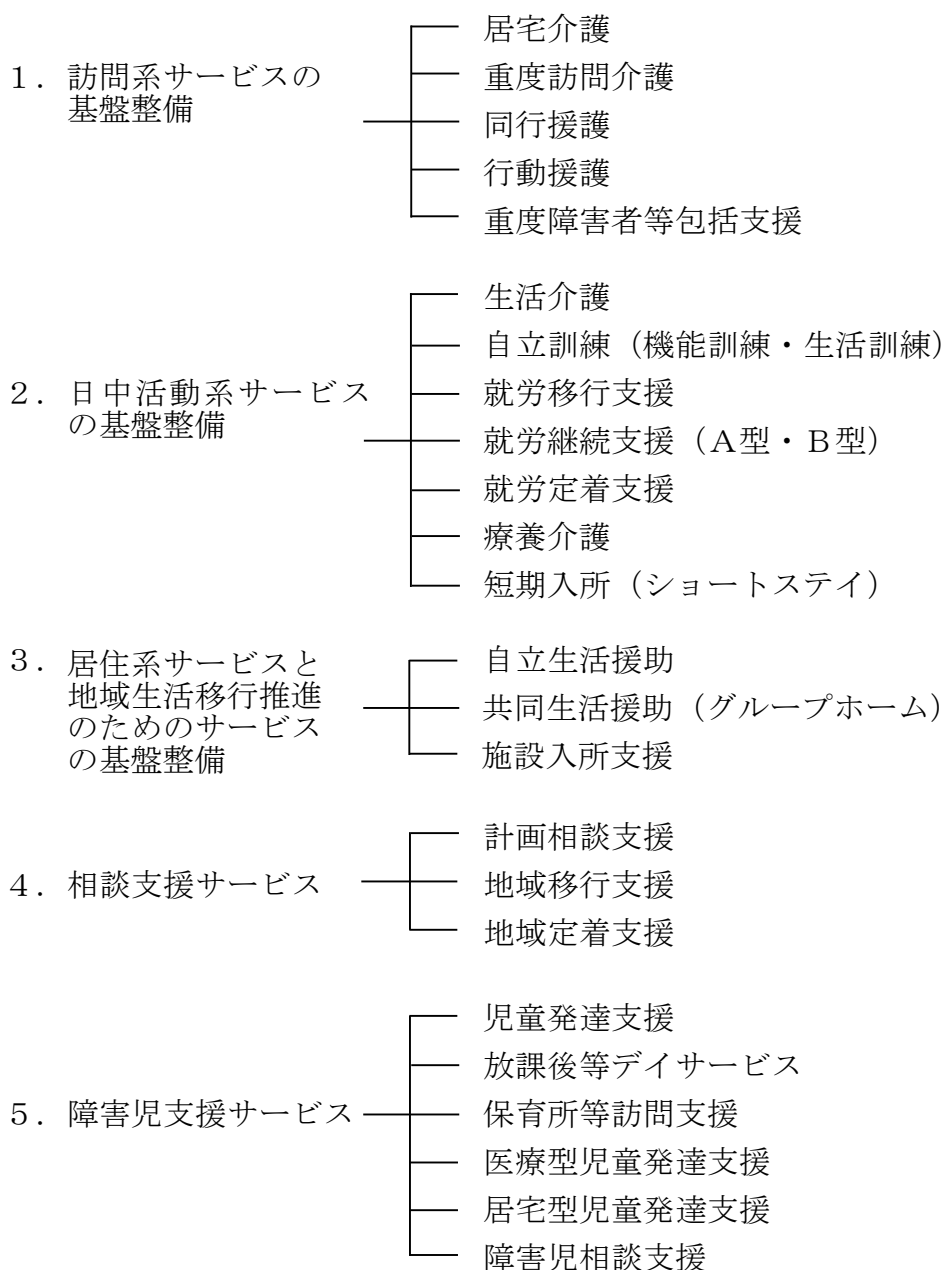 １．訪問系サービスの
基盤整備
居宅介護
重度訪問介護
同行援護
行動援護
重度障害者等包括支援
２．日中活動系サービス
の基盤整備
生活介護
自立訓練（機能訓練・生活訓練）
就労移行支援
就労継続支援（Ａ型・Ｂ型）
就労定着支援
療養介護
短期入所（ショートステイ）
３．居住系サービスと
地域生活移行推進
のためのサービス
の基盤整備
自立生活援助
共同生活援助（グループホーム）
施設入所支援
４．相談支援サービス
計画相談支援
地域移行支援
地域定着支援
５．障害児支援サービス
児童発達支援
放課後等デイサービス
保育所等訪問支援
医療型児童発達支援
居宅型児童発達支援
障害児相談支援